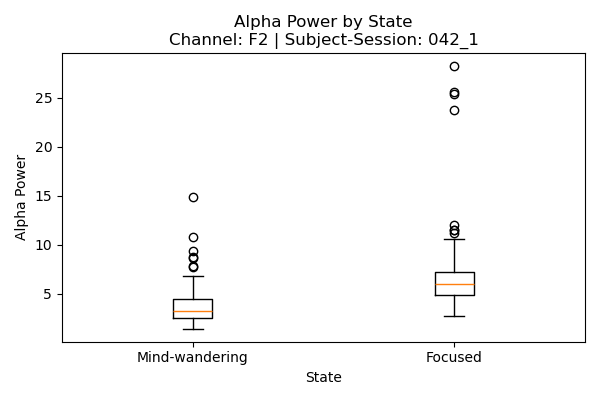 Alpha Power by State
Channel: F2 | Subject-Session: 042_1
Alpha Power
25
20
15
10
5
Mind-wandering
Focused
State